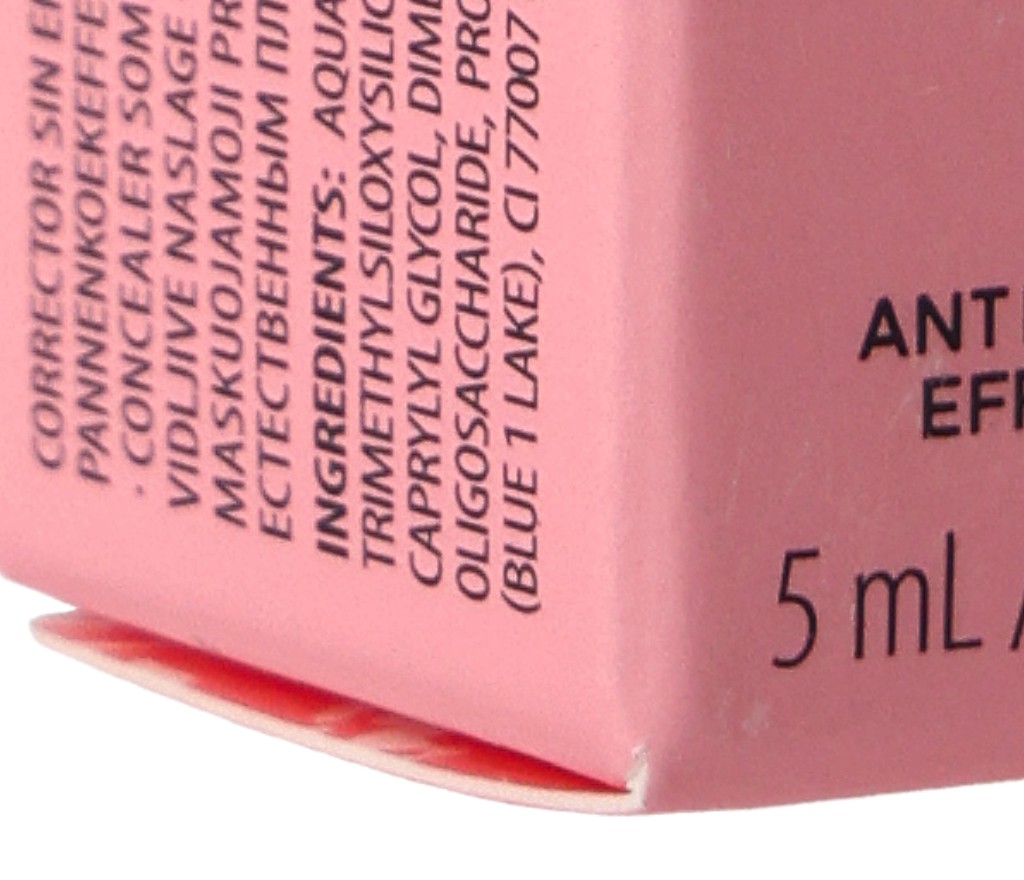 CORRECTOR SIN
PANNENKOEKEFFE
· CONCEALER SOM
VIDLJIVE NASLAGE
MASKUOJAMOJI PR
ЕСТЕСТВЕННЫМ ПЛ
INGREDIENTS: AQUA
TRIMETHYLSILOXYSILIC
CAPRYLYL GLYCOL, DIME
OLIGOSACCHARIDE, PRO
(BLUE 1 LAKE), CI 77007
ANT
EFF
5 mL